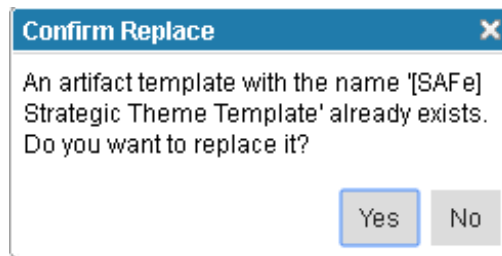 Confirm Replace
An artifact template with the name '[SAFe]
Strategic Theme Template' already exists.
Do you want to replace it?
Yes No